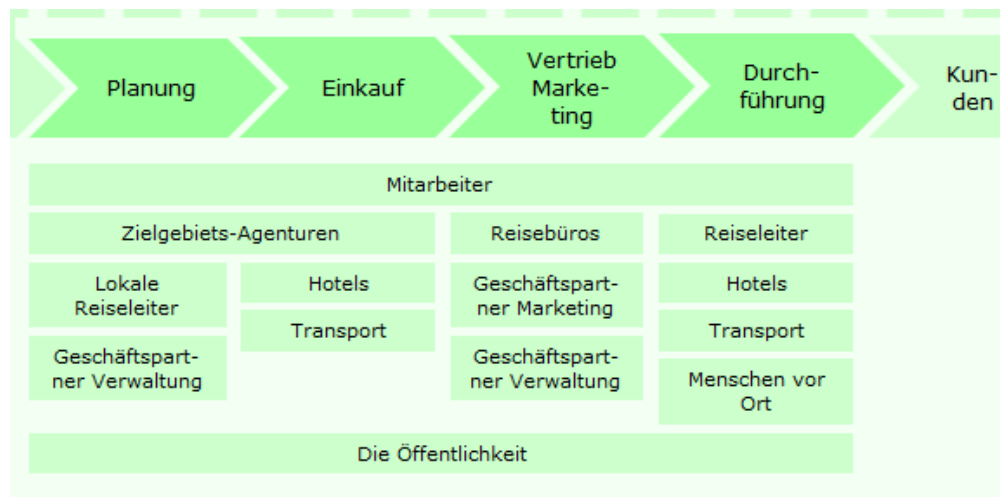 Planung
Einkauf
Vertrieb
Marke-
ting
Durch-
führung
Kun-
den
Mitarbeiter
Zielgebiets-Agenturen
Reisebüros
Reiseleiter
Lokale
Reiseleiter
Hotels
Geschäftspart-
ner Marketing
Hotels
Transport
Transport
Geschäftspart-
ner Verwaltung
Geschäftspart-
ner Verwaltung
Menschen vor
Ort
Die Öffentlichkeit